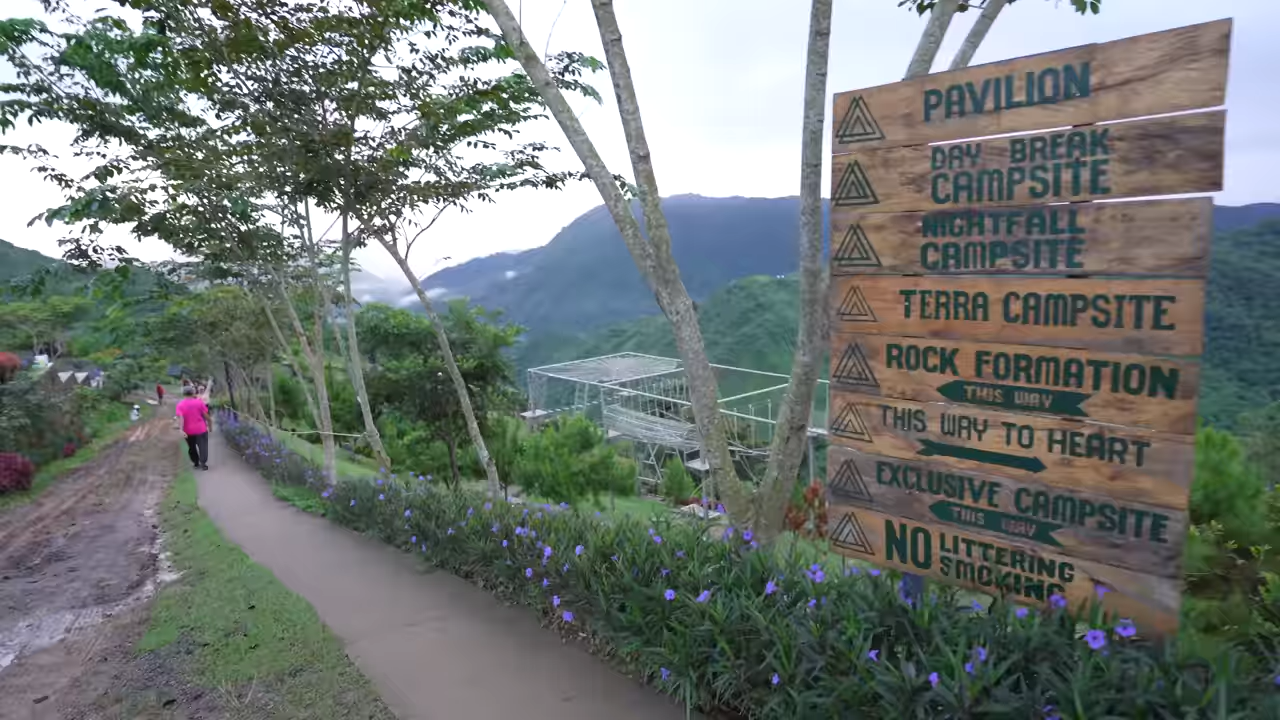 PAVILION
DAY BREAK
CAMPSITE
NIGHTFALL
CAMPSITE
TERRA CAMPSITE
ROCK FORMATION
THIS WAY
THIS WAY TO HEART
EXCLUSIVE CAMPSITE
THIS WAY
NO LITTERING
SMOKING